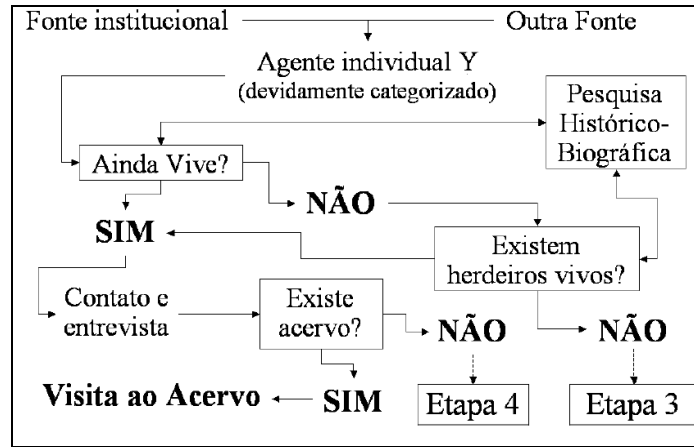 Fonte institucional
Outra Fonte
Agente individual Y
(devidamente categorizado)
Pesquisa
Histórico-
Biográfica
Ainda Vive?
NÃO
SIM
Existem
herdeiros vivos?
Contato e
entrevista
Existe
acervo?
NÃO
NÃO
Visita ao Acervo
SIM
Etapa 4
Etapa 3